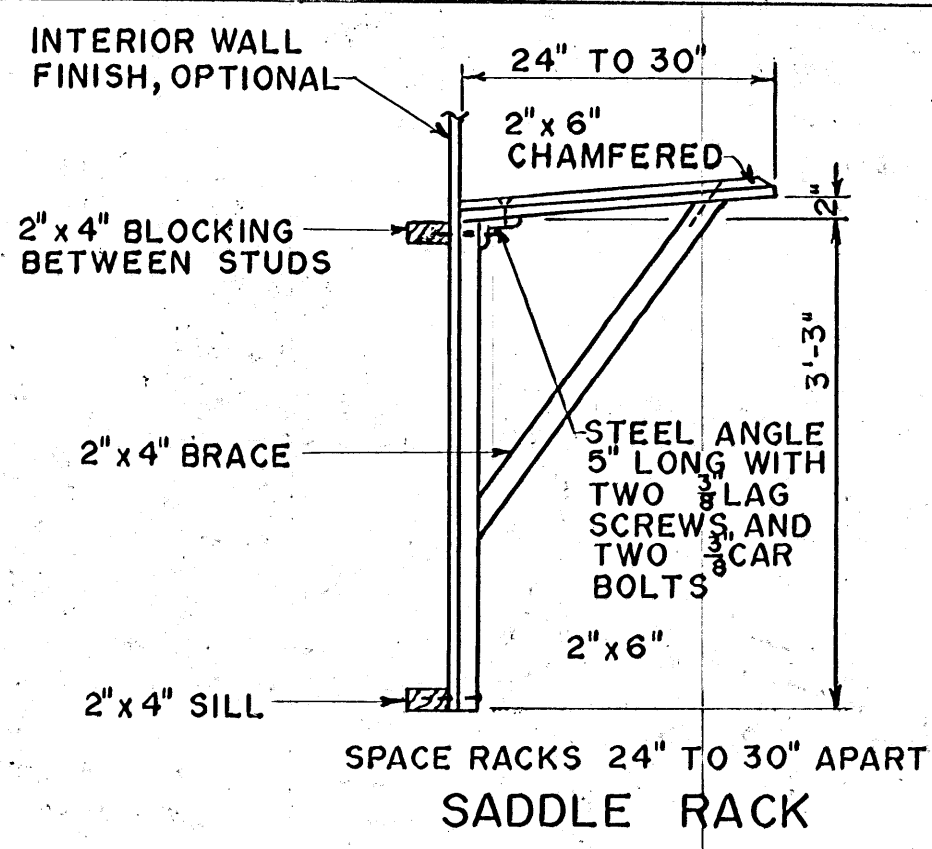 INTERIOR WALL
FINISH, OPTIONAL
24" TO 30"
2" x 6"
CHAMFERED
2"
2" x 4" BLOCKING
BETWEEN STUDS
3'-3"
2" x 4" BRACE
STEEL ANGLE
5" LONG WITH
TWO 3/8" LAG
SCREWS AND
TWO 3/8" CAR
BOLTS
2" x 6"
2" x 4" SILL
SPACE RACKS 24" TO 30" APART
SADDLE RACK